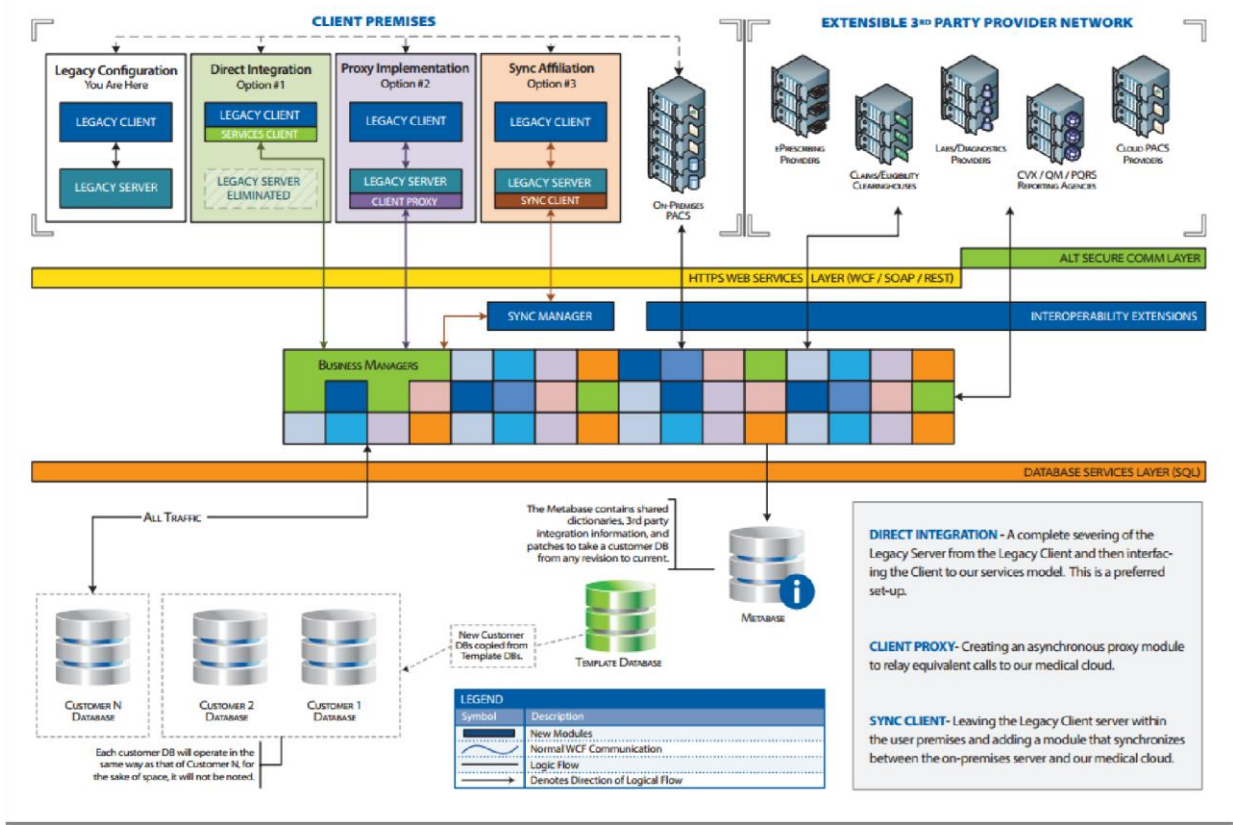 CLIENT PREMISES
EXTENSIBLE 3RD PARTY PROVIDER NETWORK
Legacy Configuration
You Are Here
LEGACY CLIENT
LEGACY SERVER
Direct Integration
Option #1
LEGACY CLIENT
SERVICES CLIENT
LEGACY SERVER
ELIMINATED
Proxy Implementation
Option #2
LEGACY CLIENT
LEGACY SERVER
CLIENT PROXY
Sync Affiliation
Option #3
LEGACY CLIENT
LEGACY SERVER
SYNC CLIENT
ON-PREMISES
PACS
EPRESCRIBING
PROVIDERS
CLAIMS/ELIGIBILITY
CLEARINGHOUSES
LABS/DIAGNOSTICS
PROVIDERS
CVX / QM / PQRS
REPORTING AGENCIES
CLOUD PACS
PROVIDERS
ALT SECURE COMM LAYER
HTTPS WEB SERVICES LAYER (WCF / SOAP / REST)
SYNC MANAGER
INTEROPERABILITY EXTENSIONS
BUSINESS MANAGERS
DATABASE SERVICES LAYER (SQL)
ALL TRAFFIC
The Metabase contains shared
dictionaries, 3rd party
integration information, and
patches to take a customer DB
from any revision to current.
i
METABASE
TEMPLATE DATABASE
New Customer
DBs copied from
Template DBs.
CUSTOMER N
DATABASE
CUSTOMER 2
DATABASE
CUSTOMER 1
DATABASE
Each customer DB will operate in the
same way as that of Customer N, for
the sake of space, it will not be noted.
LEGEND
Symbol Description
New Modules
Normal WCF Communication
Logic Flow
Denotes Direction of Logical Flow
DIRECT INTEGRATION - A complete severing of the
Legacy Server from the Legacy Client and then interfac-
ing the Client to our services model. This is a preferred
set-up.
CLIENT PROXY- Creating an asynchronous proxy module
to relay equivalent calls to our medical cloud.
SYNC CLIENT- Leaving the Legacy Client server within
the user premises and adding a module that synchronizes
between the on-premises server and our medical cloud.